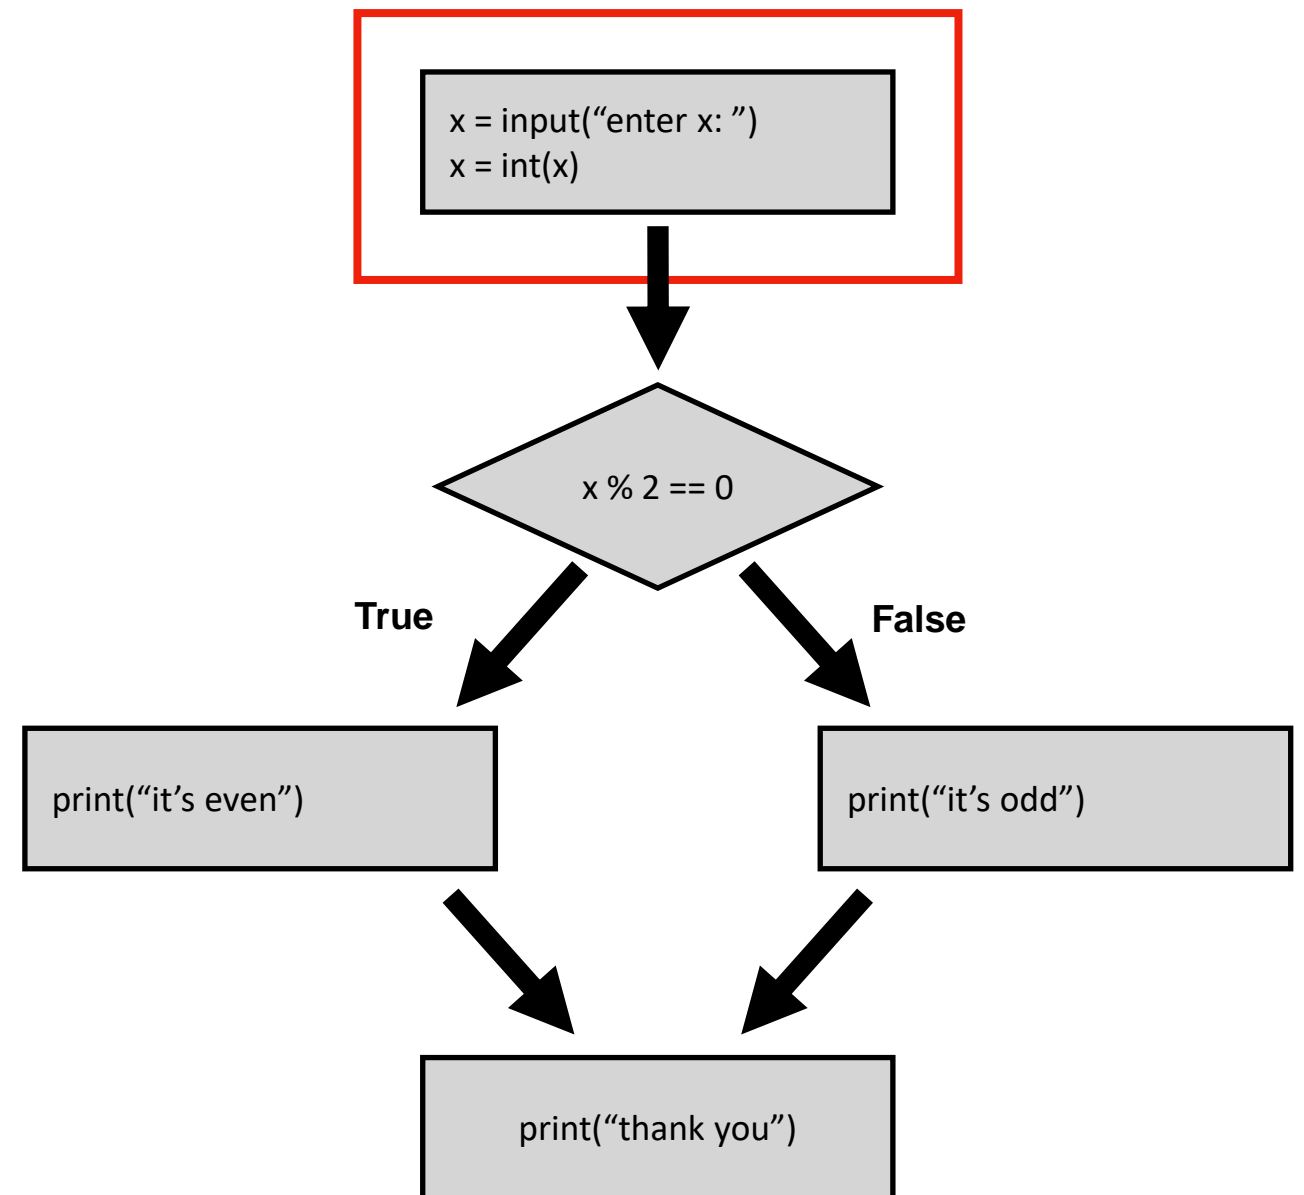 x = input(“enter x: ”)
x = int(x)
x % 2 == 0
True
False
print(“it’s even”)
print(“it’s odd”)
print(“thank you”)